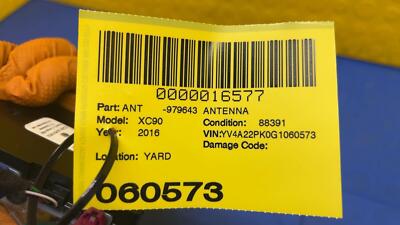 0000016577
Part: ANT -979643 ANTENNA
Model: XC90 Condition: 88391
Year: 2016 VIN: YV4A22PK0G1060573
Damage Code:
Location: YARD
060573